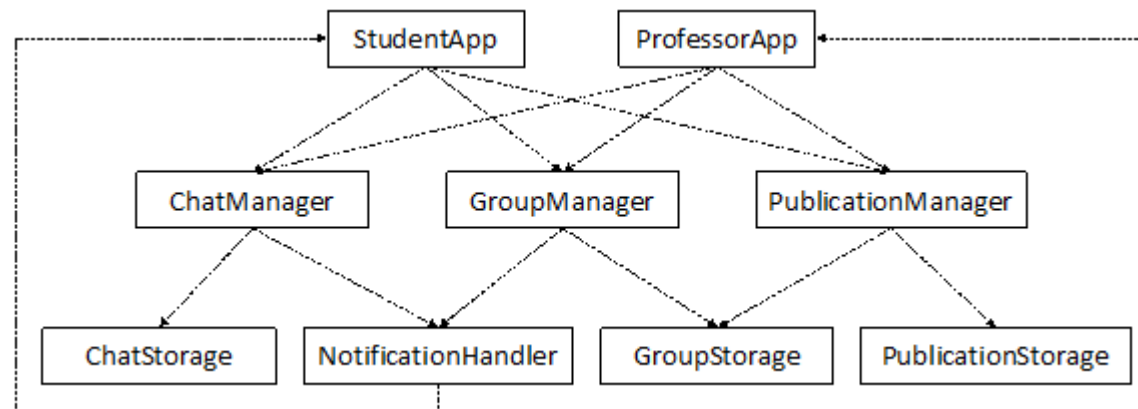 StudentApp
ProfessorApp
ChatManager
GroupManager
PublicationManager
ChatStorage
NotificationHandler
GroupStorage
PublicationStorage